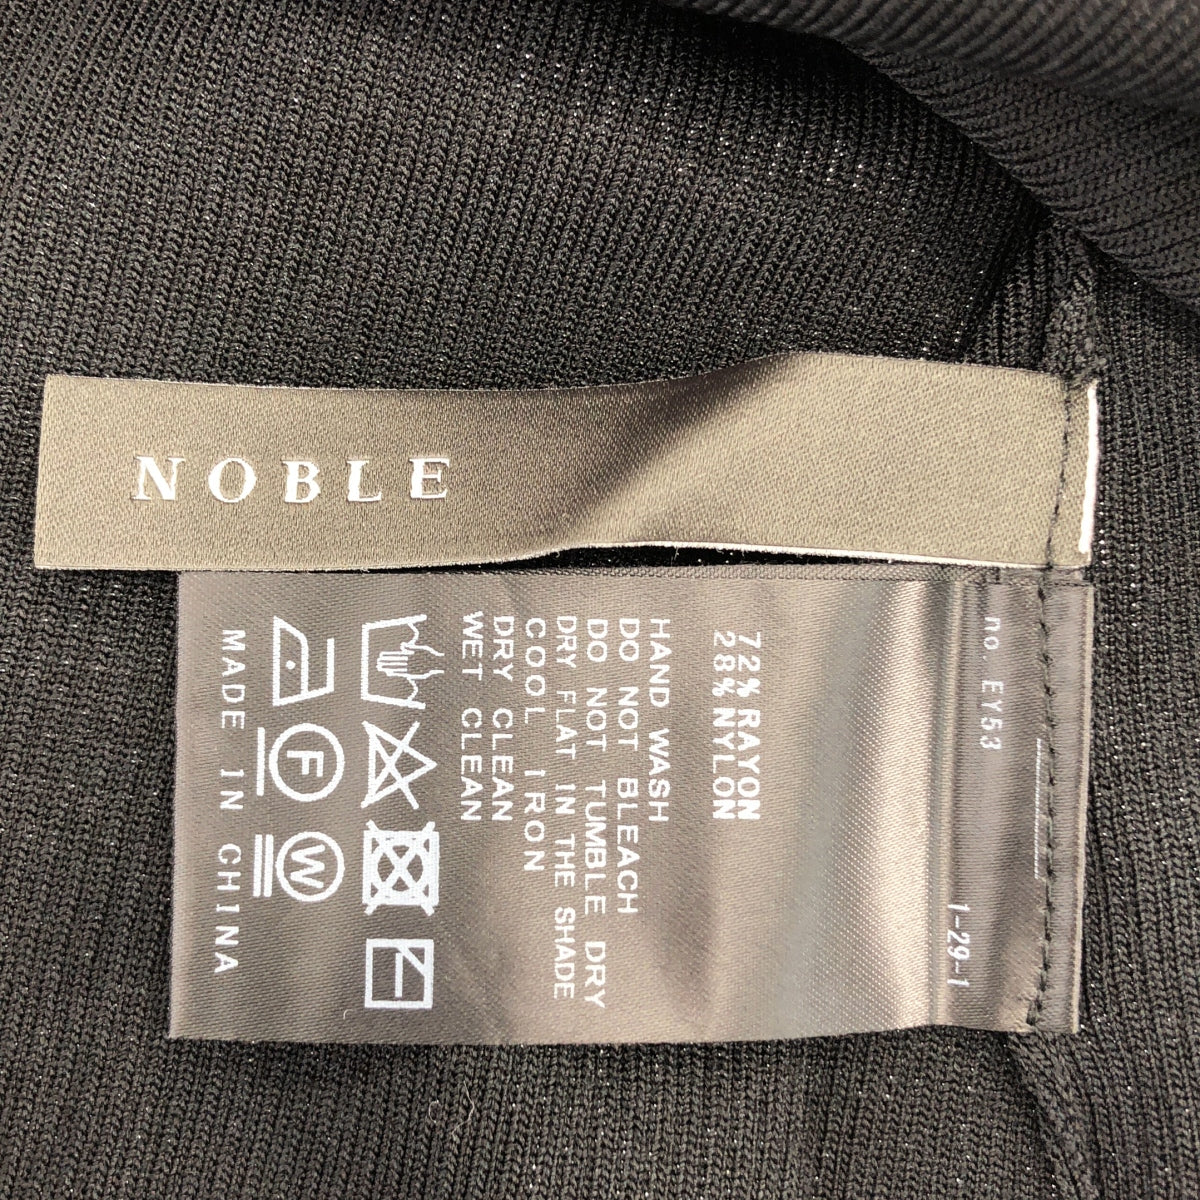 NOBLE
no. EY53
1-29-1
72% RAYON
28% NYLON
HAND WASH
DO NOT BLEACH
DO NOT TUMBLE DRY
DRY FLAT IN THE SHADE
COOL IRON
DRY CLEAN
WET CLEAN
F
W
MADE IN CHINA